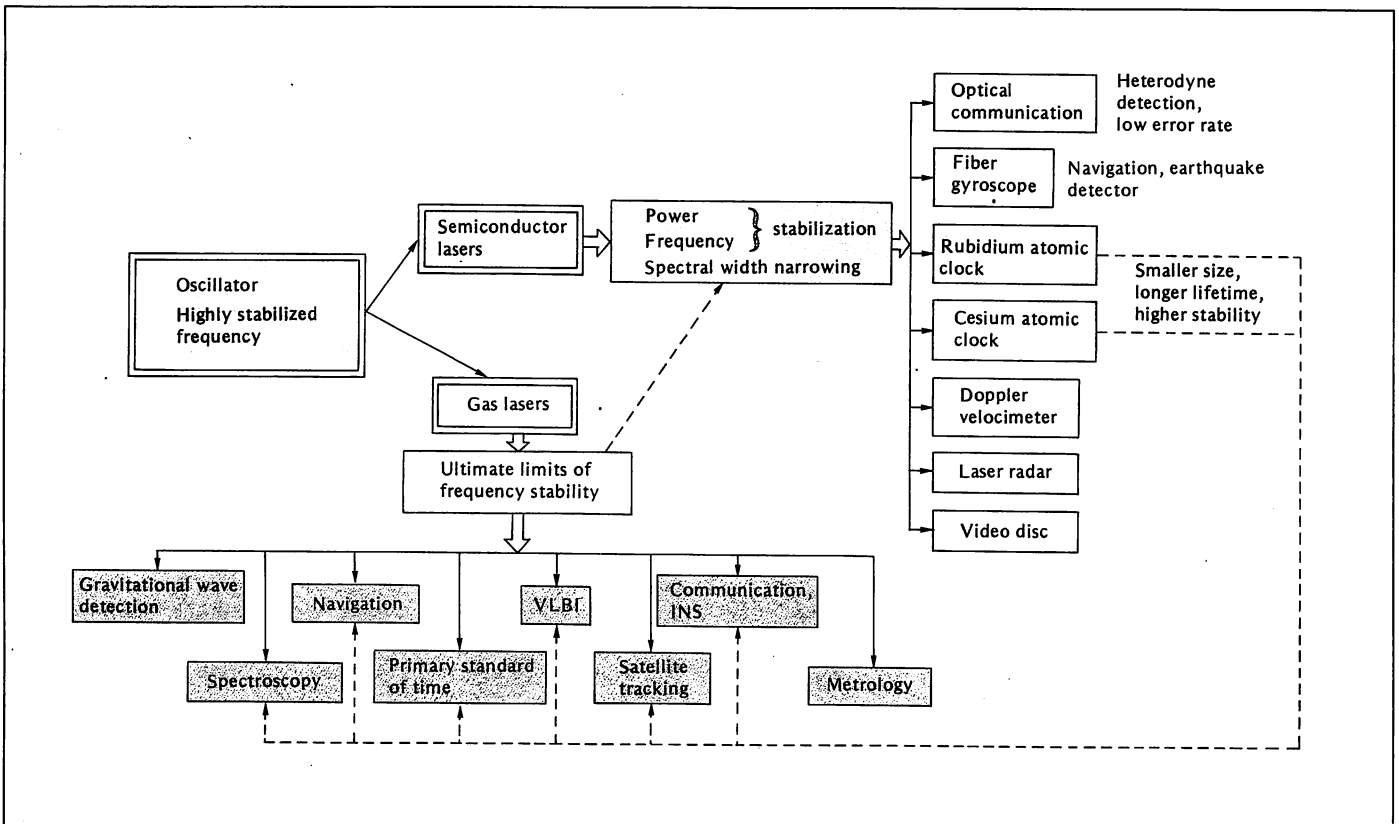 Oscillator
Highly stabilized
frequency
Semiconductor
lasers
Gas lasers
Power
Frequency
} stabilization
Spectral width narrowing
Ultimate limits of
frequency stability
Optical
communication
Heterodyne
detection,
low error rate
Fiber
gyroscope
Navigation, earthquake
detector
Rubidium atomic
clock
Cesium atomic
clock
Smaller size,
longer lifetime,
higher stability
Doppler
velocimeter
Laser radar
Video disc
Gravitational wave
detection
Navigation
VLBI
Communication,
INS
Spectroscopy
Primary standard
of time
Satellite
tracking
Metrology